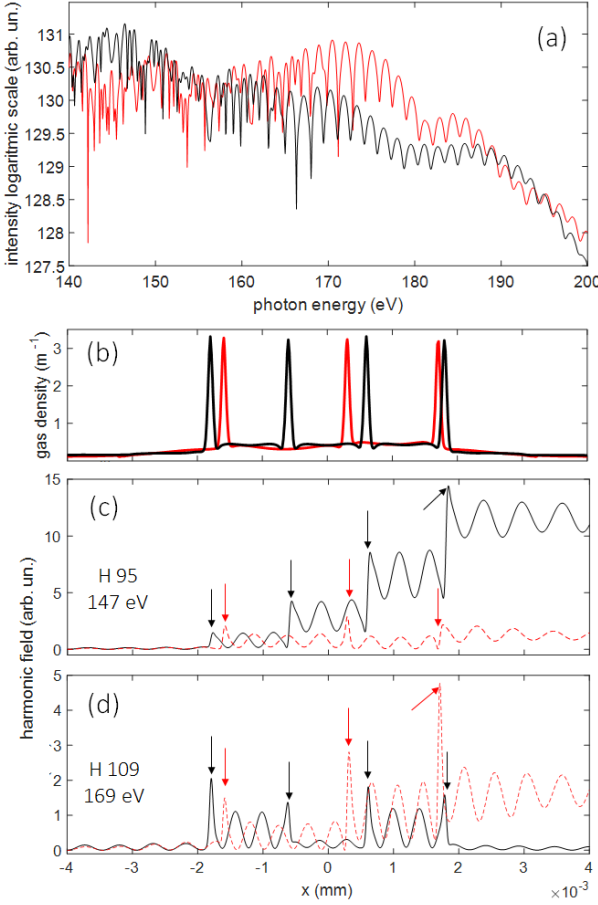 (a)
intensity logaritmic scale (arb. un.)
131
130.5
130
129.5
129
128.5
128
127.5
140 150 160 170 180 190 200
photon energy (eV)
(b)
gas density (m⁻¹)
3
2
1
(c)
15
10
5
0
H 95
147 eV
harmonic field (arb. un.)
(d)
5
4
3
2
1
0
H 109
169 eV
-4 -3 -2 -1 0 1 2 3 4
x (mm)
× 10⁻³